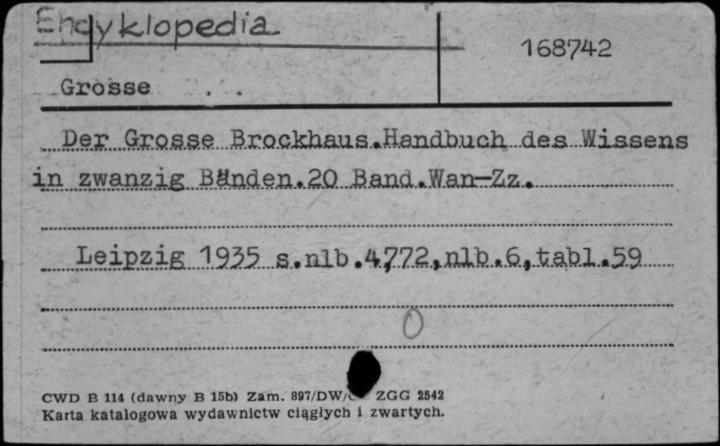 Encyklopedia
168742
Grosse . .
Der Grosse Brockhaus.Handbuch des Wissens
in zwanzig Bänden.20 Band.Wan-Zz.
Leipzig 1935 s.nlb.4,772,nlb.6,tabl.59
0
CWD B 114 (dawny B 15b) Zam. 897/DW/ ZGG 2542
Karta katalogowa wydawnictw ciągłych i zwartych.